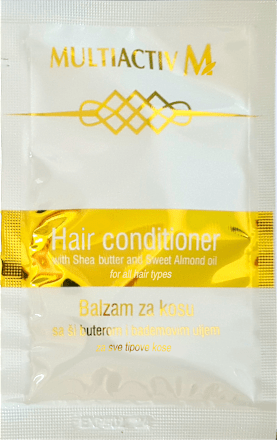 MULTIACTIV M
Hair conditioner
with Shea butter and Sweet Almond oil
for all hair types
Balzam za kosu
sa ši buterom i bademovim uljem
za sve tipove kose